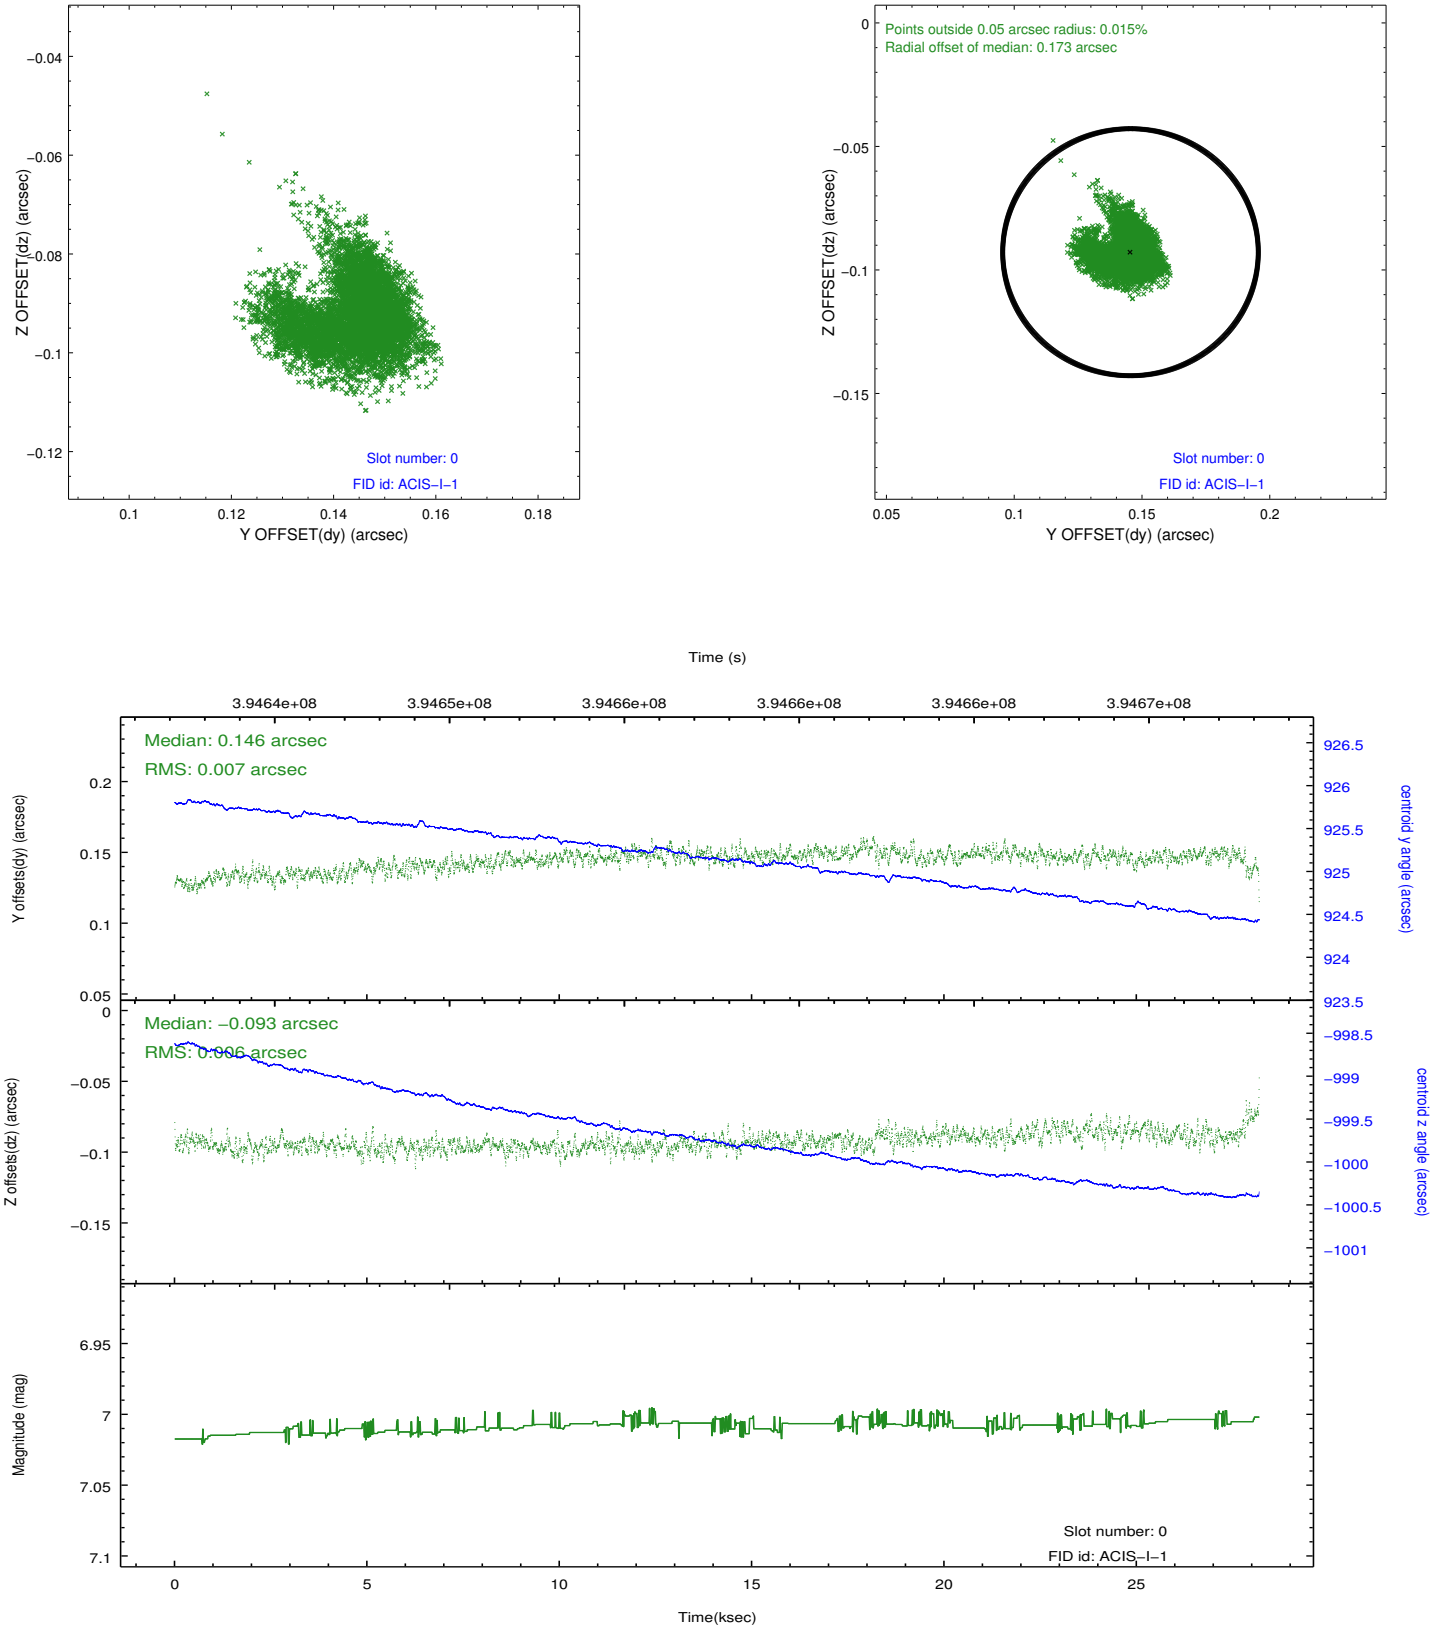 −0.04
−0.06
−0.08
−0.1
−0.12
Z OFFSET(dz) (arcsec)
Slot number: 0
FID id: ACIS−I−1
0.1 0.12 0.14 0.16 0.18
Y OFFSET(dy) (arcsec)
Points outside 0.05 arcsec radius: 0.015%
Radial offset of median: 0.173 arcsec
0
−0.05
−0.1
−0.15
Z OFFSET(dz) (arcsec)
Slot number: 0
FID id: ACIS−I−1
0.05 0.1 0.15 0.2
Y OFFSET(dy) (arcsec)
Time (s)
3.9464e+08 3.9465e+08 3.9466e+08 3.9466e+08 3.9466e+08 3.9467e+08
Median: 0.146 arcsec
RMS: 0.007 arcsec
0.2
0.15
0.1
0.05
Y offsets(dy) (arcsec)
926.5
926
925.5
925
924.5
924
923.5
centroid y angle (arcsec)
Median: −0.093 arcsec
RMS: 0.006 arcsec
0
−0.05
−0.1
−0.15
Z offsets(dz) (arcsec)
−998.5
−999
−999.5
−1000
−1000.5
−1001
centroid z angle (arcsec)
6.95
7
7.05
7.1
Magnitude (mag)
Slot number: 0
FID id: ACIS−I−1
0 5 10 15 20 25
Time(ksec)